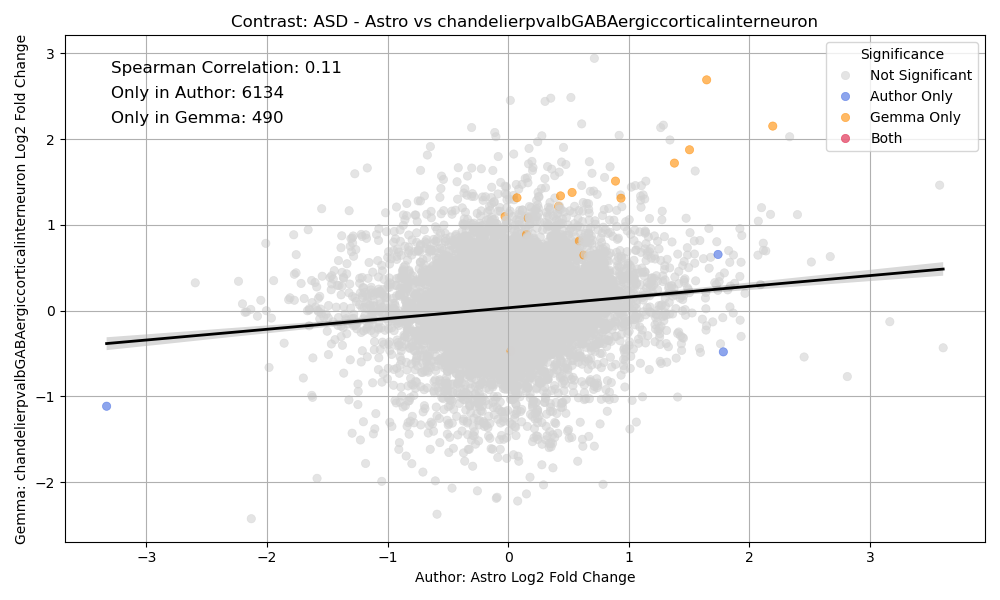 Contrast: ASD - Astro vs chandelierpvalbGABAergiccorticalinterneuron
Gemma: chandelierpvalbGABAergiccorticalinterneuron Log2 Fold Change
3
2
1
0
−1
−2
Spearman Correlation: 0.11
Only in Author: 6134
Only in Gemma: 490
Significance
Not Significant
Author Only
Gemma Only
Both
−3
−2
−1
0
1
2
3
Author: Astro Log2 Fold Change